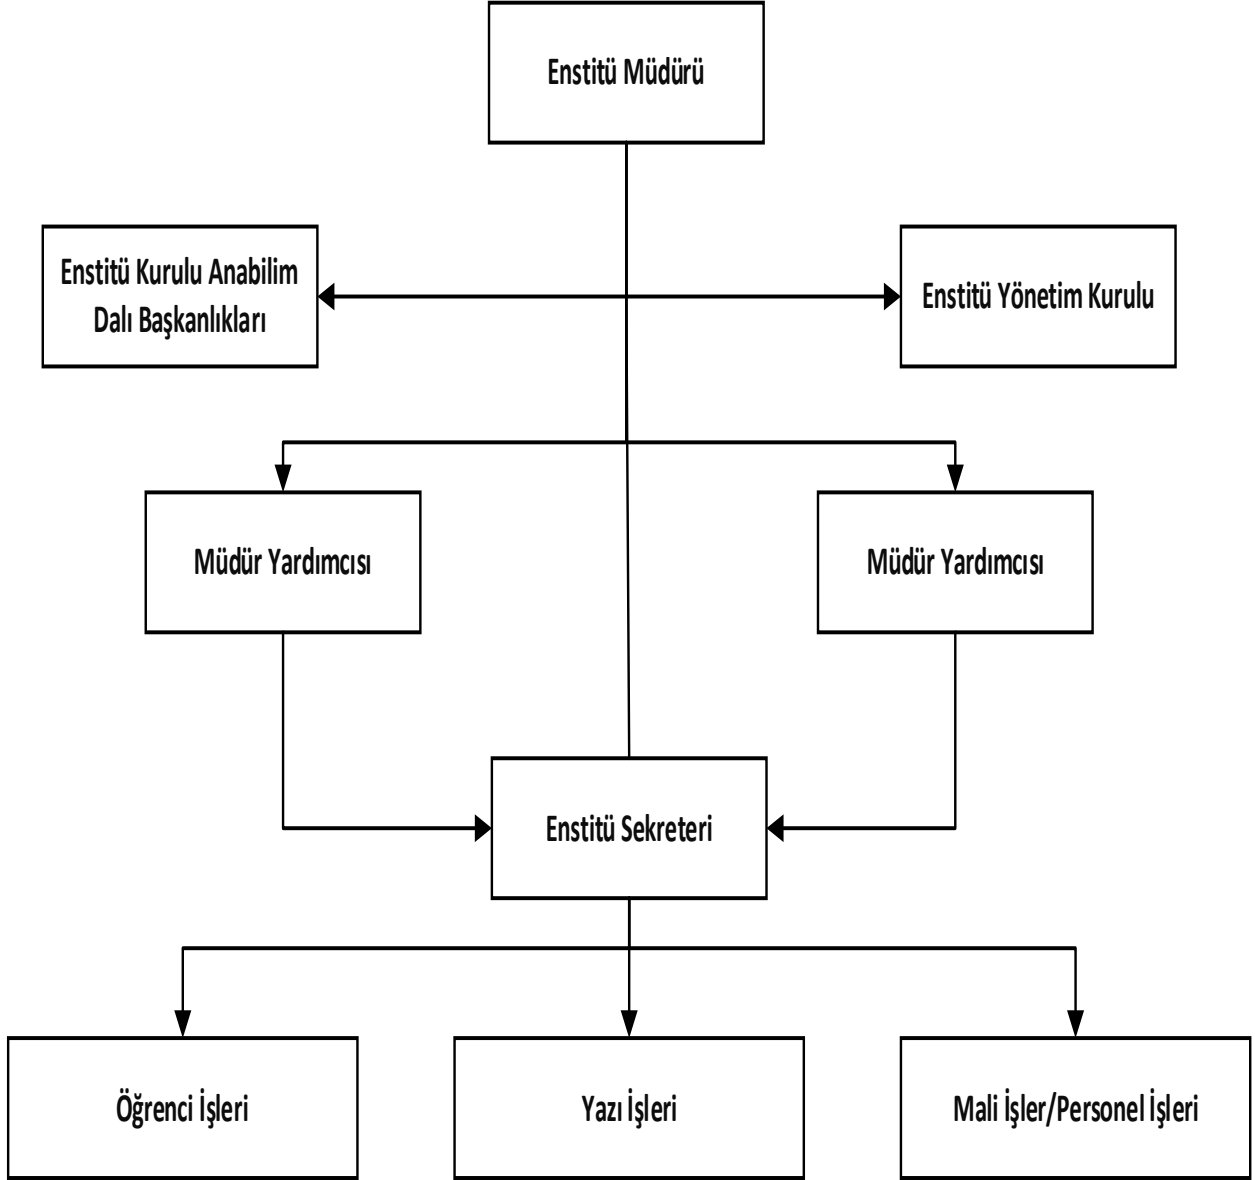 Enstitü Müdürü
Enstitü Kurulu Anabilim
Dalı Başkanlıkları
Enstitü Yönetim Kurulu
Müdür Yardımcısı
Müdür Yardımcısı
Enstitü Sekreteri
Öğrenci İşleri
Yazı İşleri
Mali İşler/Personel İşleri